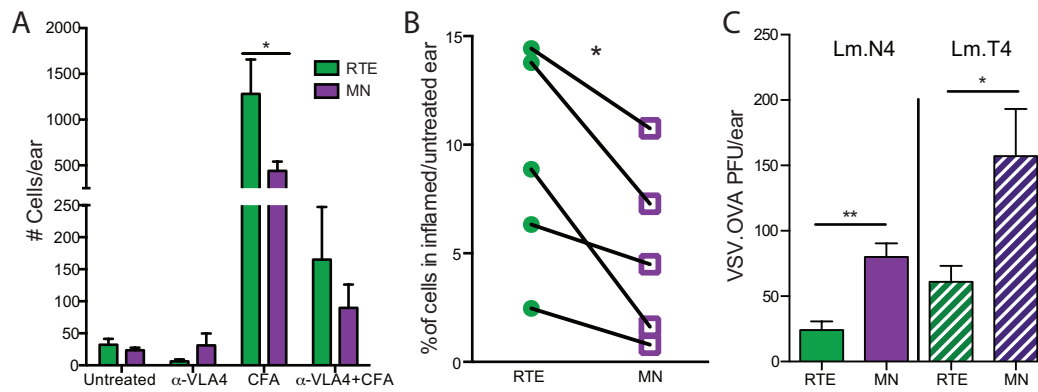 A
# Cells/ear
2000
1500
1000
500
250
200
150
100
50
0
*
RTE
MN
Untreated
α-VLA4
CFA
α-VLA4+CFA
B
% of cells in inflamed/untreated ear
15
10
5
0
*
RTE
MN
C
VSV.OVA PFU/ear
Lm.N4
Lm.T4
250
200
150
100
50
0
**
*
RTE
MN
RTE
MN